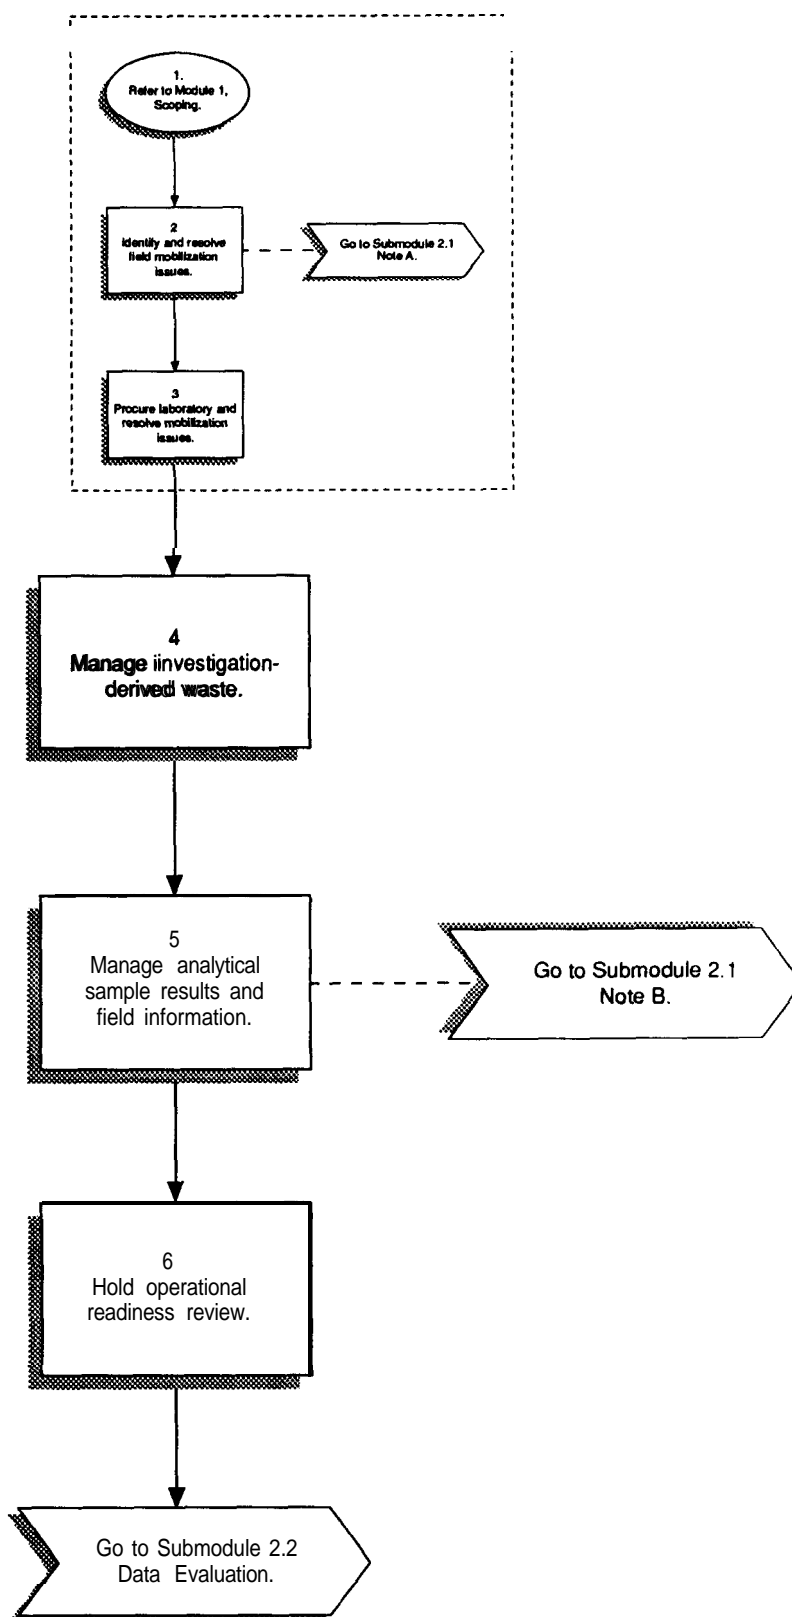 1.
Refer to Module 1,
Scoping.
2
Identify and resolve
field mobilization
issues.
Go to Submodule 2.1
Note A.
3
Procure laboratory and
resolve mobilization
issues.
4
Manage iinvestigation-
derived waste.
5
Manage analytical
sample results and
field information.
Go to Submodule 2.1
Note B.
6
Hold operational
readiness review.
Go to Submodule 2.2
Data Evaluation.